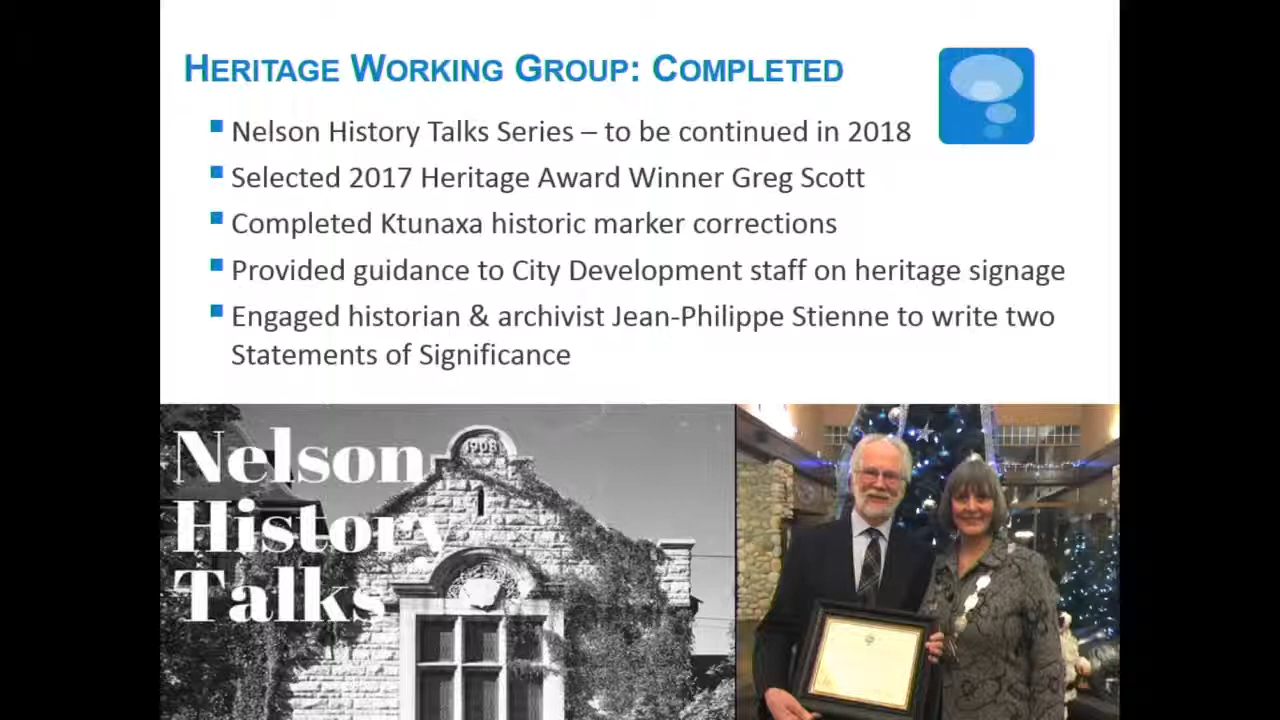 HERITAGE WORKING GROUP: COMPLETED
Nelson History Talks Series – to be continued in 2018
Selected 2017 Heritage Award Winner Greg Scott
Completed Ktunaxa historic marker corrections
Provided guidance to City Development staff on heritage signage
Engaged historian & archivist Jean-Philippe Stienne to write two
Statements of Significance
Nelson
History
Talks
1908